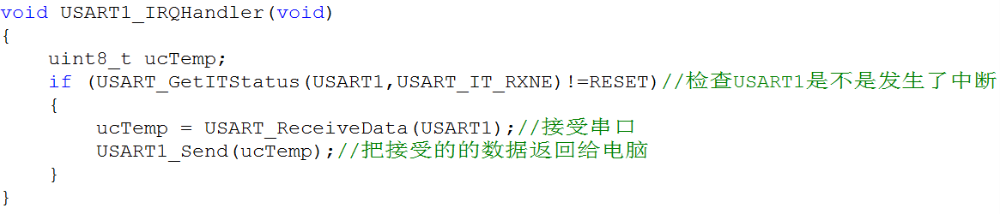 void USART1_IRQHandler(void)
{
    uint8_t ucTemp;
    if (USART_GetITStatus(USART1,USART_IT_RXNE)!=RESET)//检查USART1是不是发生了中断
    {
        ucTemp = USART_ReceiveData(USART1);//接受串口
        USART1_Send(ucTemp);//把接受的的数据返回给电脑
    }
}